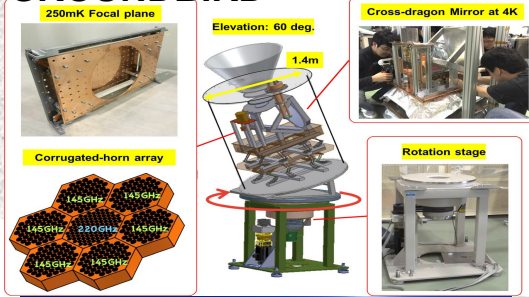 250mK Focal plane
Elevation: 60 deg.
Cross-dragon Mirror at 4K
1.4m
Corrugated-horn array
Rotation stage
145GHz
145GHz
145GHz
220GHz
145GHz
145GHz
145GHz